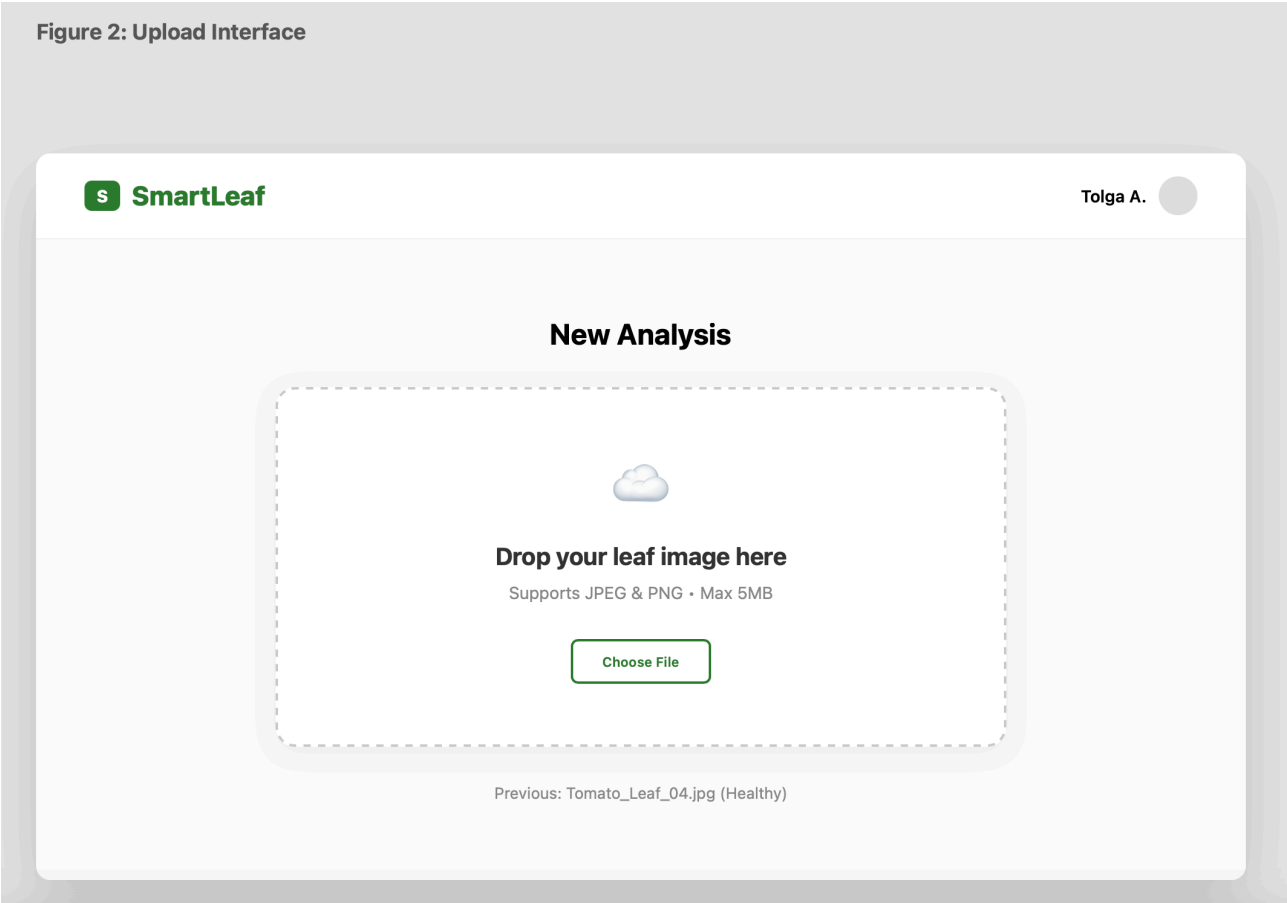 Figure 2: Upload Interface
S SmartLeaf
Tolga A.
New Analysis
Drop your leaf image here
Supports JPEG & PNG • Max 5MB
Choose File
Previous: Tomato_Leaf_04.jpg (Healthy)